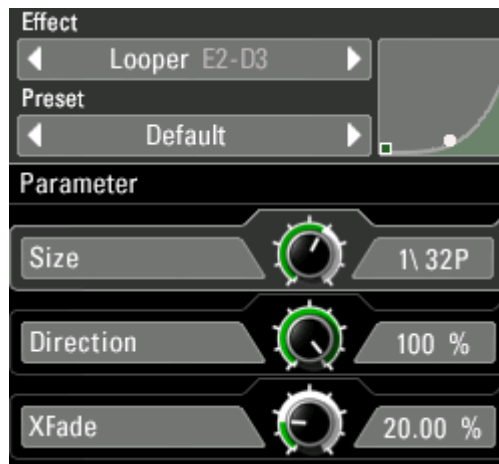 Effect
Looper E2-D3
Preset
Default
Parameter
Size 1\ 32P
Direction 100 %
XFade 20.00 %